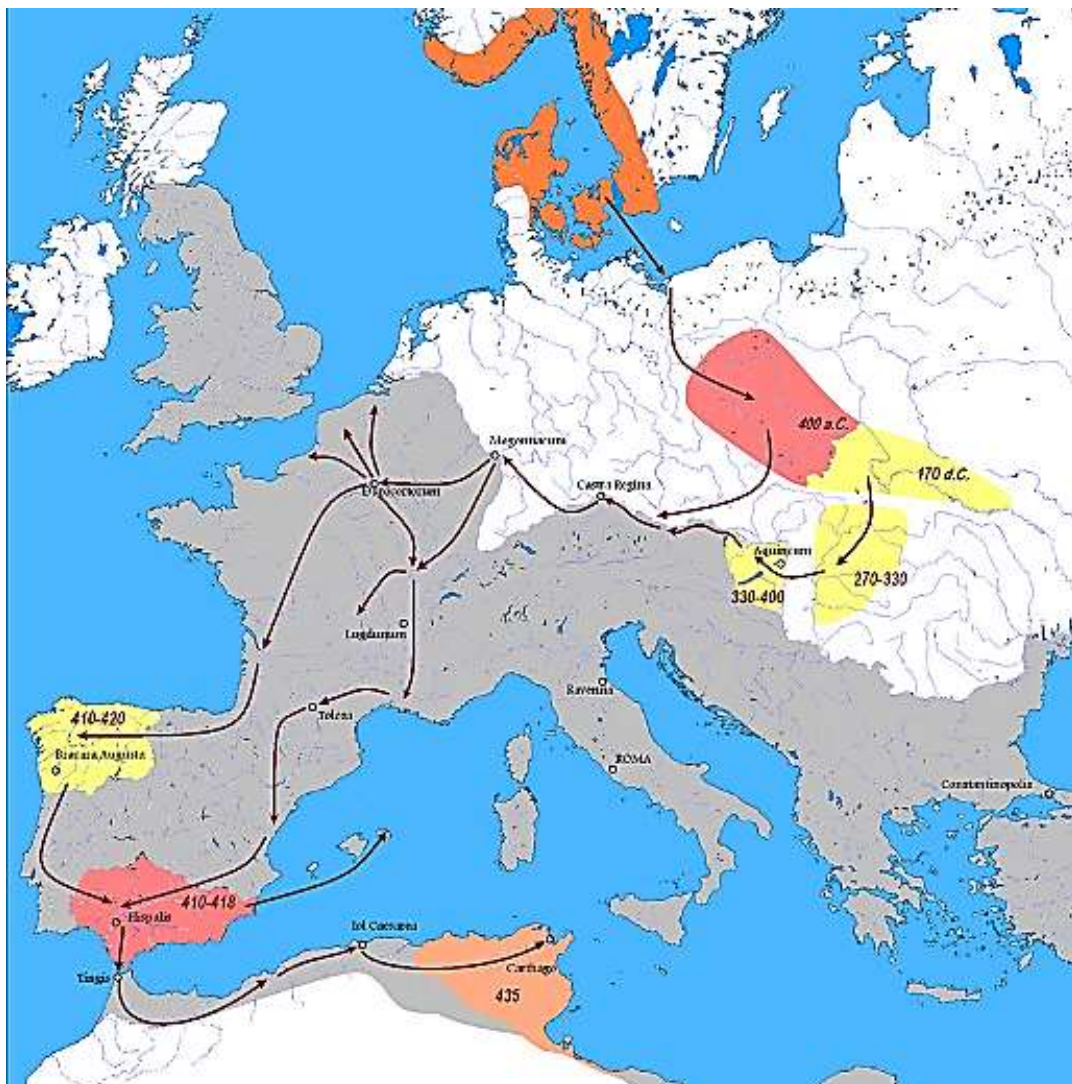 400 a.C.
Mogontiacum
170 d.C.
Durocortorum
Castra Regina
Aquincum
270-330
330-400
Lugdunum
Ravenna
410-420
Tolosa
Bracara Augusta
ROMA
Constantinopolis
410-418
Hispalis
Iol Caesarea
Carthago
Tingis
435